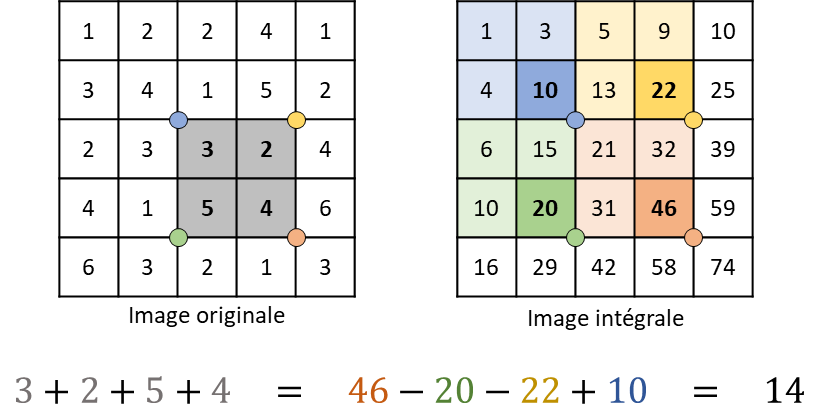 1 2 2 4 1
3 4 1 5 2
2 3 3 2 4
4 1 5 4 6
6 3 2 1 3
Image originale
1 3 5 9 10
4 10 13 22 25
6 15 21 32 39
10 20 31 46 59
16 29 42 58 74
Image intégrale
3 + 2 + 5 + 4 = 46 − 20 − 22 + 10 = 14